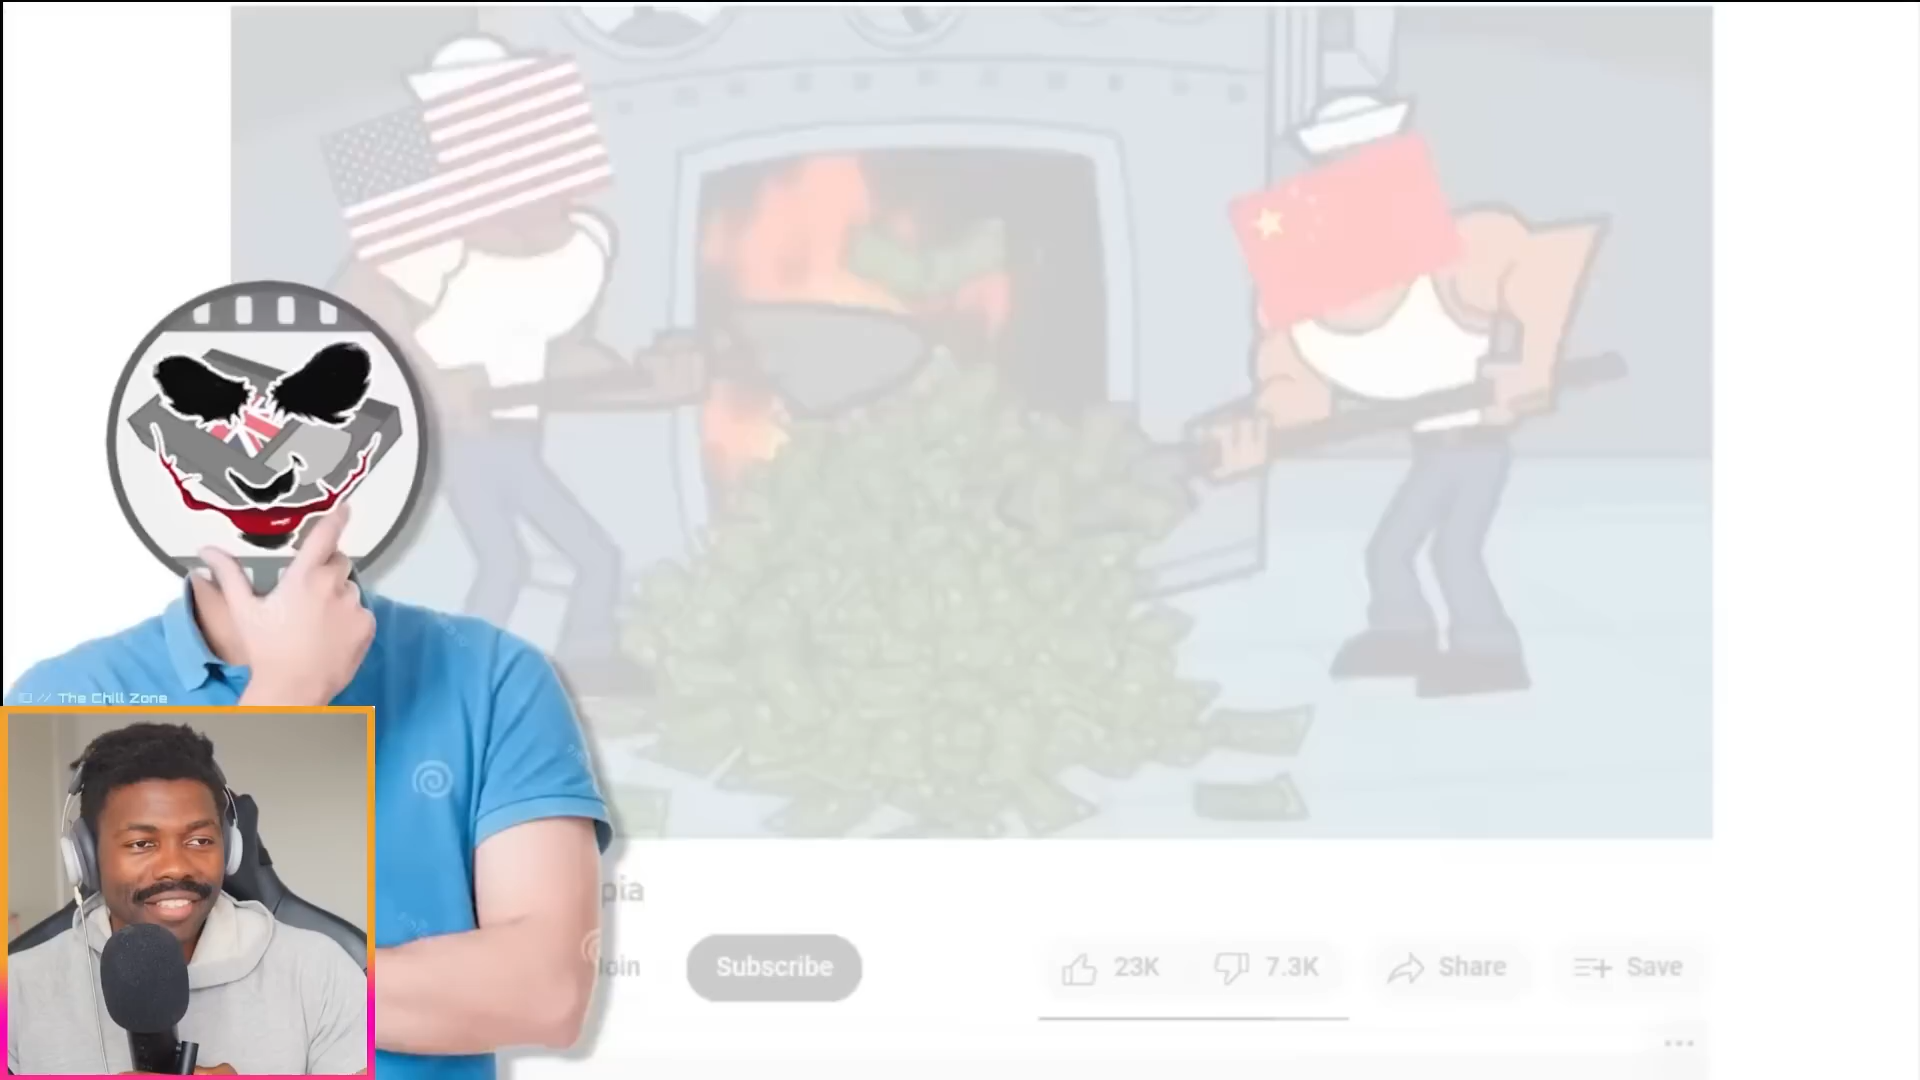 // The Chill Zone
pia
Join
Subscribe
23K
7.3K
Share
Save